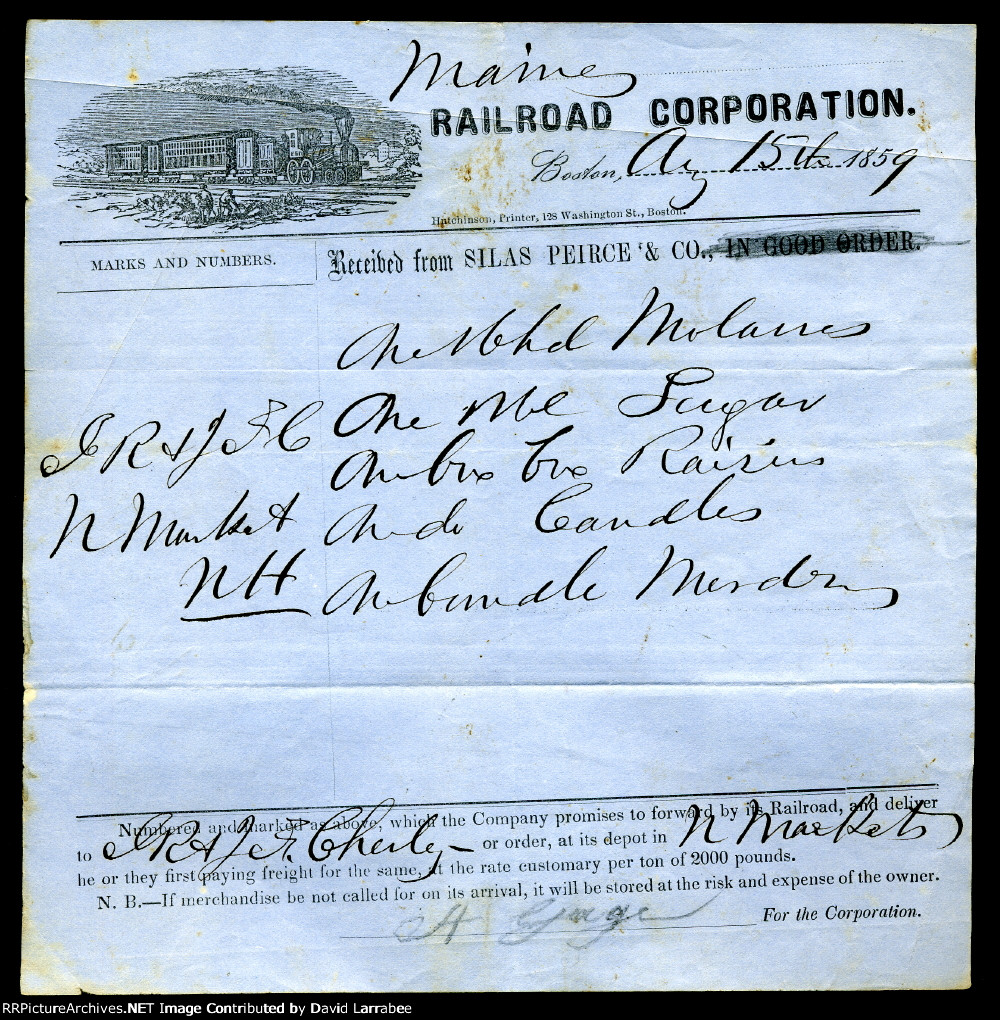 Maine
RAILROAD CORPORATION.
Boston, Aug 15th 1859
Hutchinson, Printer, 128 Washington St., Boston.
MARKS AND NUMBERS.
Received from SILAS PEIRCE & CO., IN GOOD ORDER.
One Hhd Molasses
One Bbl Sugar
J R & J F C
One box Raisins
N Market
One do Candles
N H
One bundle
Numbered and marked as above, which the Company promises to forward by its Railroad, and deliver
to J R & J F Cherley or order, at its depot in N Market
he or they first paying freight for the same, at the rate customary per ton of 2000 pounds.
N. B.—If merchandise be not called for on its arrival, it will be stored at the risk and expense of the owner.
A Gage For the Corporation.
RRPictureArchives.NET Image Contributed by David Larrabee